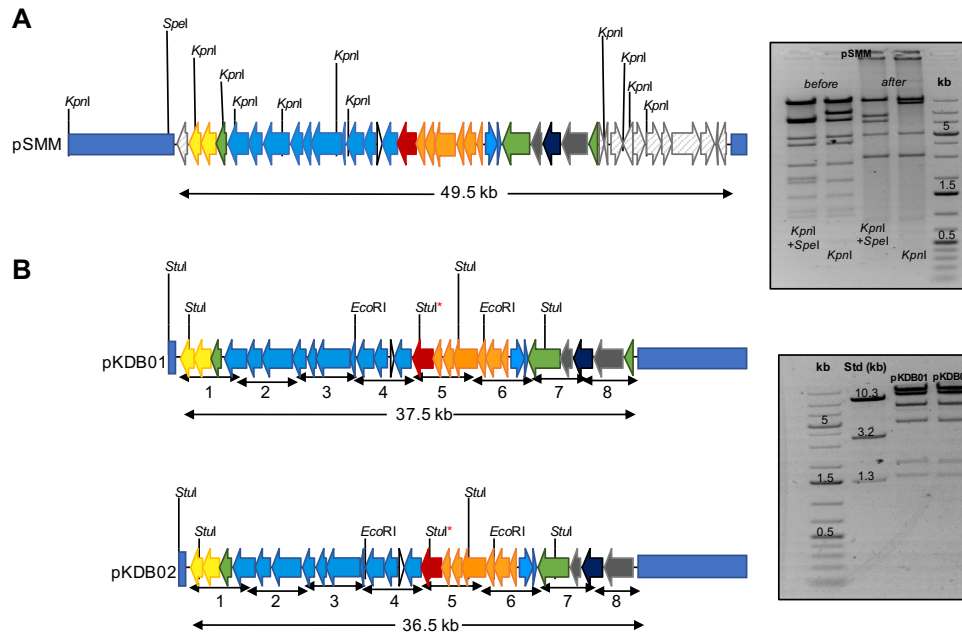 A
SpeI
KpnI
KpnI
KpnI
KpnI
KpnI
KpnI
KpnI
KpnI
KpnI
KpnI
KpnI
pSMM
49.5 kb
pSMM
before
after
kb
5
1.5
0.5
KpnI
+SpeI
KpnI
KpnI
+SpeI
KpnI
B
StuI
StuI
StuI
EcoRI
StuI*
EcoRI
StuI
pKDB01
1 2 3 4 5 6 7 8
37.5 kb
StuI
StuI
StuI
EcoRI
StuI*
EcoRI
StuI
pKDB02
1 2 3 4 5 6 7 8
36.5 kb
kb
Std (kb)
pKDB01
10.3
5
3.2
1.5
1.3
0.5